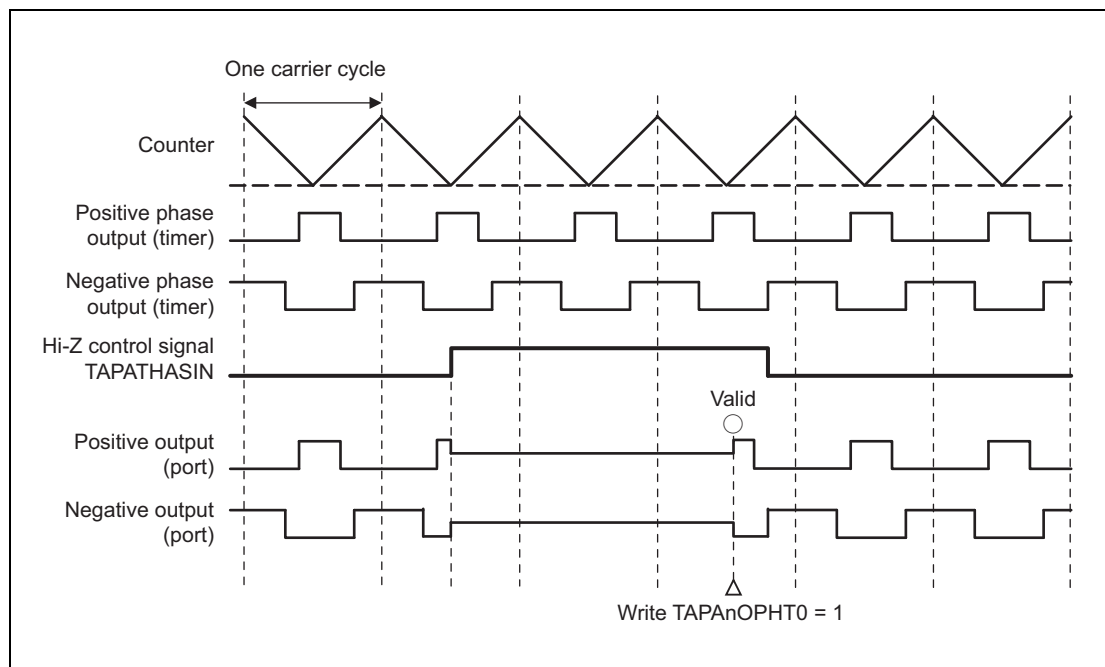 One carrier cycle
Counter
Positive phase
output (timer)
Negative phase
output (timer)
Hi-Z control signal
TAPATHASIN
Valid
Positive output
(port)
Negative output
(port)
Write TAPAnOPHT0 = 1